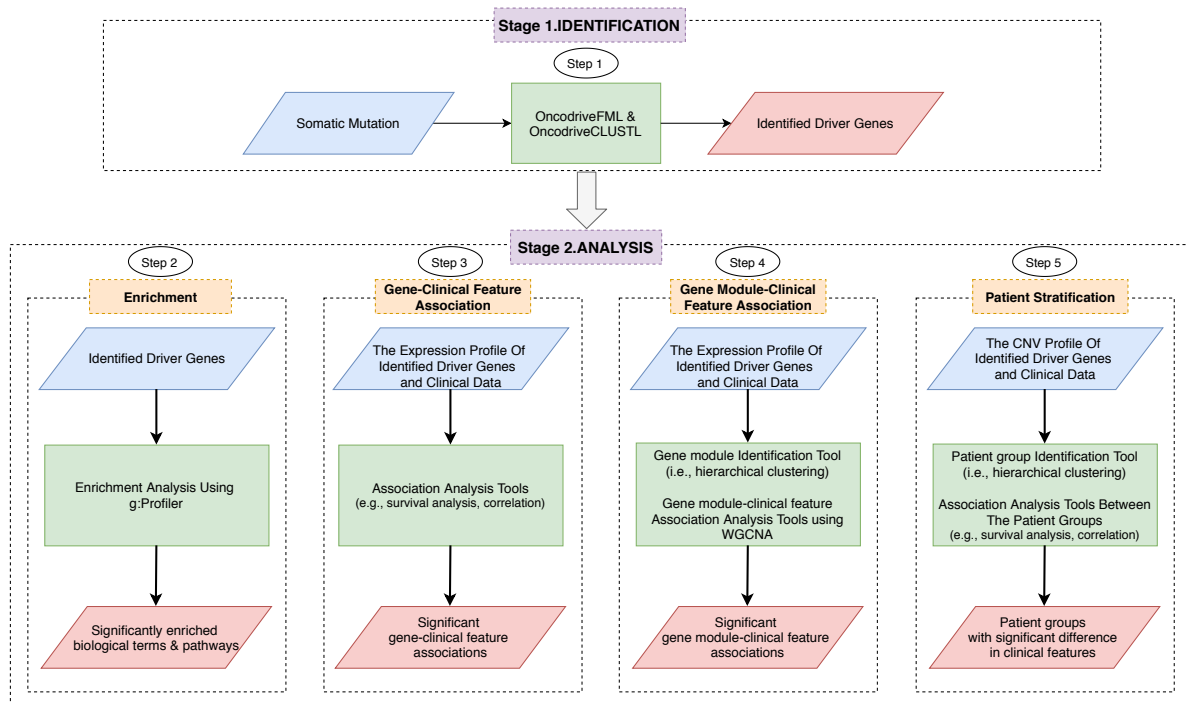 Stage 1.IDENTIFICATION
Step 1
Somatic Mutation
OncodriveFML &
OncodriveCLUSTL
Identified Driver Genes
Stage 2.ANALYSIS
Step 2
Enrichment
Identified Driver Genes
Enrichment Analysis Using
g:Profiler
Significantly enriched
biological terms & pathways
Step 3
Gene-Clinical Feature
Association
The Expression Profile Of
Identified Driver Genes
and Clinical Data
Association Analysis Tools
(e.g., survival analysis, correlation)
Significant
gene-clinical feature
associations
Step 4
Gene Module-Clinical
Feature Association
The Expression Profile Of
Identified Driver Genes
and Clinical Data
Gene module Identification Tool
(i.e., hierarchical clustering)
Gene module-clinical feature
Association Analysis Tools using
WGCNA
Significant
gene module-clinical feature
associations
Step 5
Patient Stratification
The CNV Profile Of
Identified Driver Genes
and Clinical Data
Patient group Identification Tool
(i.e., hierarchical clustering)
Association Analysis Tools Between
The Patient Groups
(e.g., survival analysis, correlation)
Patient groups
with significant difference
in clinical features